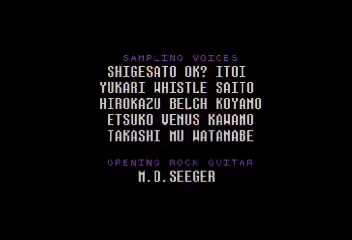 SAMPLING VOICES
SHIGESATO OK? ITOI
YUKARI WHISTLE SAITO
HIROKAZU BELCH KOYANO
ETSUKO VENUS KAWANO
TAKASHI MU WATANABE
OPENING ROCK GUITAR
M.D.SEEGER